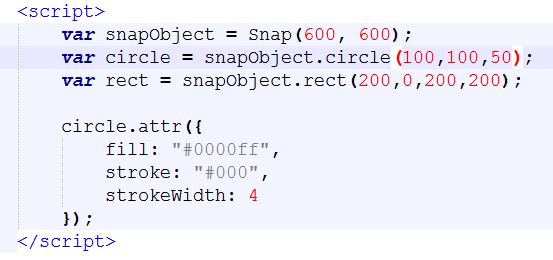 <script>
var snapObject = Snap(600, 600);
var circle = snapObject.circle(100,100,50);
var rect = snapObject.rect(200,0,200,200);
circle.attr({
fill: "#0000ff",
stroke: "#000",
strokeWidth: 4
});
</script>